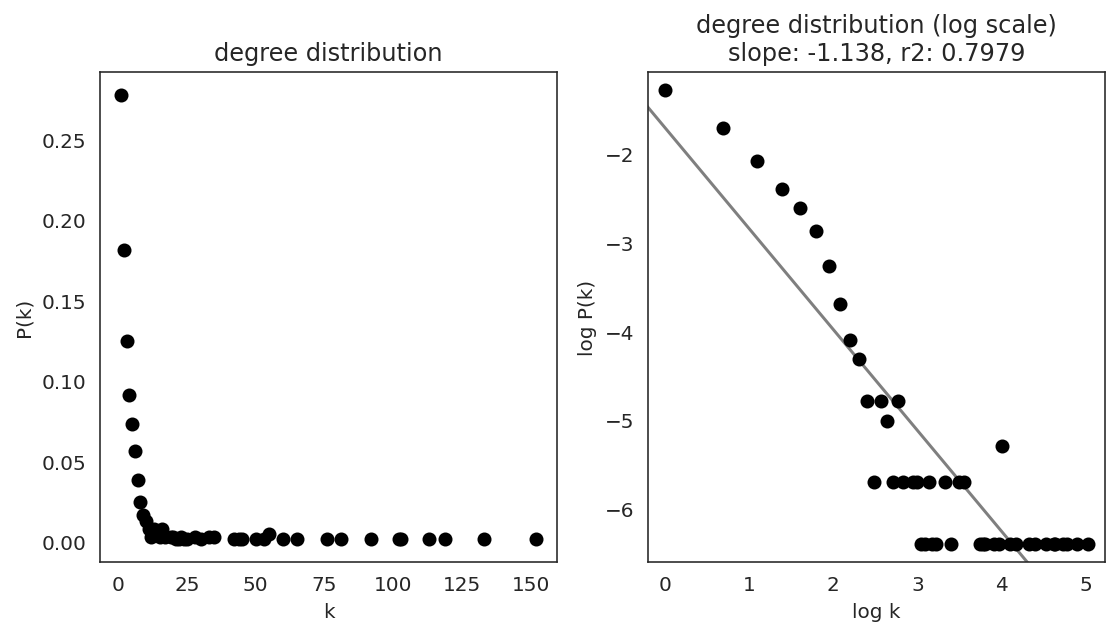 degree distribution
0.25
0.20
0.15
0.10
0.05
0.00
P(k)
0 25 50 75 100 125 150
k
degree distribution (log scale)
slope: -1.138, r2: 0.7979
−2
−3
−4
−5
−6
log P(k)
0 1 2 3 4 5
log k